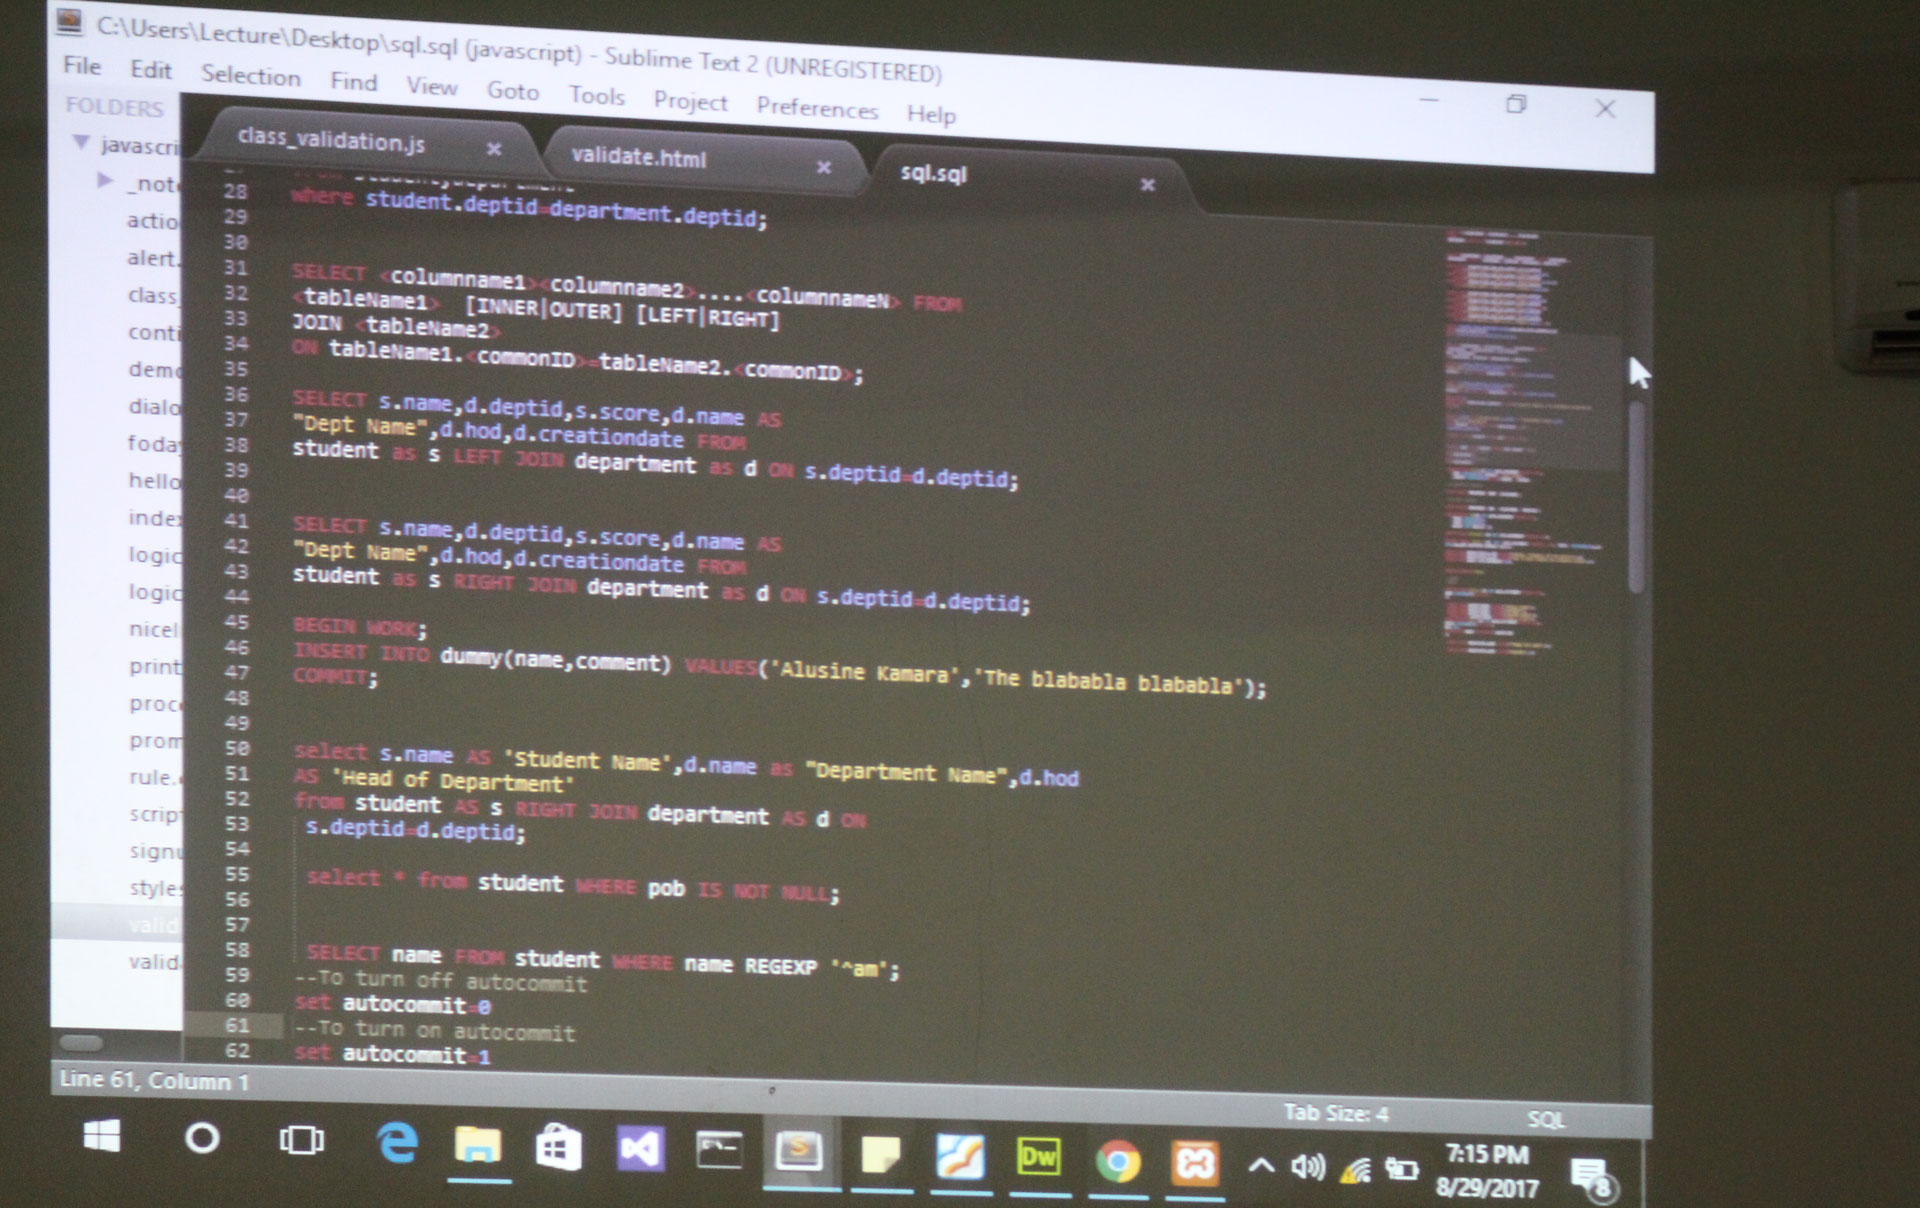 C:\Users\Lecture\Desktop\sql.sql (javascript) - Sublime Text 2 (UNREGISTERED)
File Edit Selection Find View Goto Tools Project Preferences Help
FOLDERS
class_validation.js
validate.html
sql.sql
javascri
_note
actio
alert.
class_
conti
demo
dialo
foday
hello
index
logic
logic
nicel
print
proce
prom
rule.
script
signu
styles
valid
valida
28 where student.deptid=department.deptid;
29
30
31 SELECT <columnname1><columnname2>....<columnnameN> FROM
32 <tableName1> [INNER|OUTER] [LEFT|RIGHT]
33 JOIN <tableName2>
34 ON tableName1.<commonID>=tableName2.<commonID>;
35
36 SELECT s.name,d.deptid,s.score,d.name AS
37 "Dept Name",d.hod,d.creationdate FROM
38 student as s LEFT JOIN department as d ON s.deptid=d.deptid;
39
40
41 SELECT s.name,d.deptid,s.score,d.name AS
42 "Dept Name",d.hod,d.creationdate FROM
43 student as s RIGHT JOIN department as d ON s.deptid=d.deptid;
44
45 BEGIN WORK;
46 INSERT INTO dummy(name,comment) VALUES('Alusine Kamara','The blababla blababla');
47 COMMIT;
48
49
50 select s.name AS 'Student Name',d.name as "Department Name",d.hod
51 AS 'Head of Department'
52 from student AS s RIGHT JOIN department AS d ON
53 s.deptid=d.deptid;
54
55 select * from student WHERE pob IS NOT NULL;
56
57
58 SELECT name FROM student WHERE name REGEXP '^am';
59 --To turn off autocommit
60 set autocommit=0
61 --To turn on autocommit
62 set autocommit=1
Line 61, Column 1
Tab Size: 4
SQL
Dw
7:15 PM
8/29/2017
8